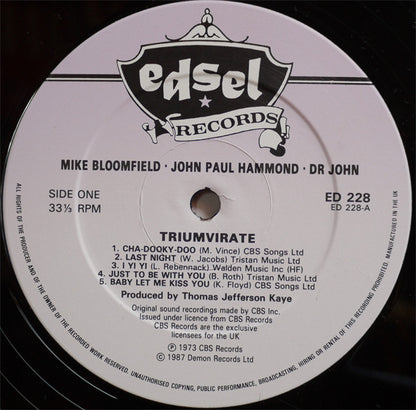 edsel
RECORDS
MIKE BLOOMFIELD · JOHN PAUL HAMMOND · DR JOHN
SIDE ONE
33⅓ RPM
ED 228
ED 228-A
TRIUMVIRATE
1. CHA-DOOKY-DOO (M. Vince) CBS Songs Ltd
2. LAST NIGHT (W. Jacobs) Tristan Music Ltd
3. I YI YI (L. Rebennack) Walden Music Inc (HF)
4. JUST TO BE WITH YOU (B. Roth) Tristan Music Ltd
5. BABY LET ME KISS YOU (K. Floyd) CBS Songs Ltd
Produced by Thomas Jefferson Kaye
Original sound recordings made by CBS Inc.
Issued under licence from CBS Records
CBS Records are the exclusive
licensees for the UK
℗ 1973 CBS Records
© 1987 Demon Records Ltd
ALL RIGHTS OF THE PRODUCER AND OF THE OWNER OF THE RECORDED WORK RESERVED. UNAUTHORISED COPYING, PUBLIC PERFORMANCE, BROADCASTING, HIRING OR RENTAL OF THIS RECORDING PROHIBITED. MANUFACTURED IN THE UK